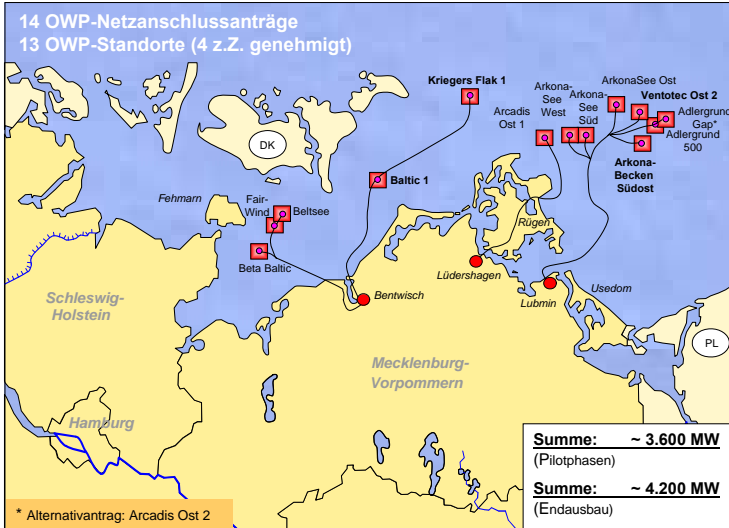 14 OWP-Netzanschlussanträge
13 OWP-Standorte (4 z.Z. genehmigt)
Kriegers Flak 1
ArkonaSee Ost
Ventotec Ost 2
Arkona-
See
West
Arkona-
See
Süd
Arcadis
Ost 1
Adlergrund
Gap*
Adlergrund
500
Arkona-
Becken
Südost
DK
Baltic 1
Fehmarn
Fair-
Wind
Beltsee
Beta Baltic
Rügen
Lüdershagen
Lubmin
Usedom
Bentwisch
Schleswig-
Holstein
PL
Mecklenburg-
Vorpommern
Hamburg
Summe: ~ 3.600 MW
(Pilotphasen)
Summe: ~ 4.200 MW
(Endausbau)
* Alternativantrag: Arcadis Ost 2